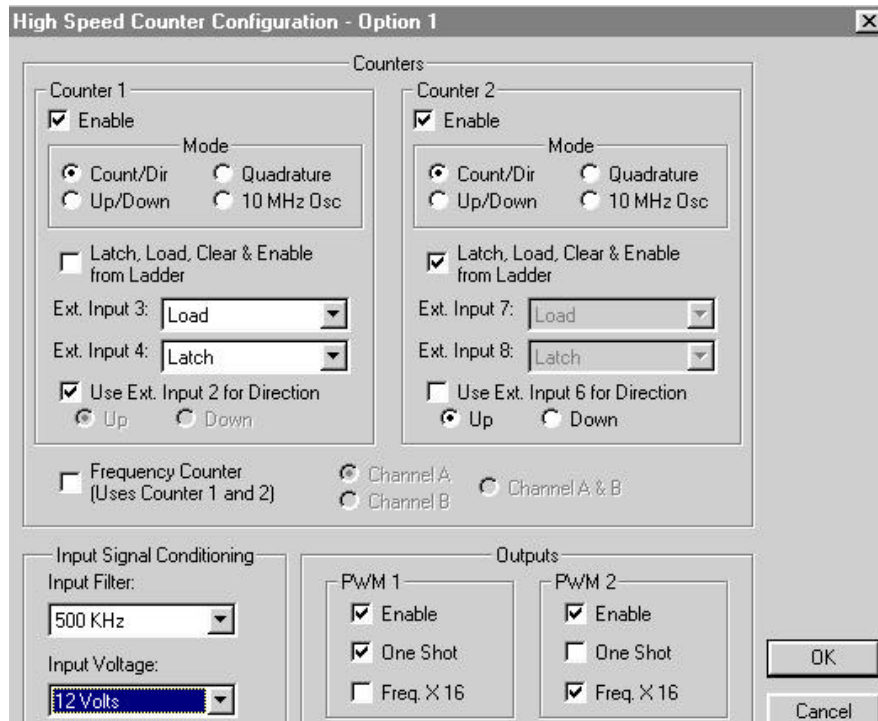 High Speed Counter Configuration - Option 1
Counters
Counter 1
Enable
Mode
Count/Dir
Quadrature
Up/Down
10 MHz Osc
Latch, Load, Clear & Enable
from Ladder
Ext. Input 3:
Load
Ext. Input 4:
Latch
Use Ext. Input 2 for Direction
Up
Down
Counter 2
Enable
Mode
Count/Dir
Quadrature
Up/Down
10 MHz Osc
Latch, Load, Clear & Enable
from Ladder
Ext. Input 7:
Load
Ext. Input 8:
Latch
Use Ext. Input 6 for Direction
Up
Down
Frequency Counter
(Uses Counter 1 and 2)
Channel A
Channel B
Channel A & B
Input Signal Conditioning
Input Filter:
500 KHz
Input Voltage:
12 Volts
Outputs
PWM 1
Enable
One Shot
Freq. X 16
PWM 2
Enable
One Shot
Freq. X 16
OK
Cancel